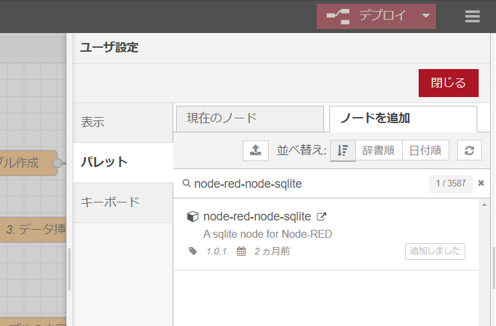 デプロイ
ユーザ設定
閉じる
表示
パレット
キーボード
現在のノード
ノードを追加
並べ替え: 辞書順 日付順
node-red-node-sqlite 1 / 3587
node-red-node-sqlite
A sqlite node for Node-RED
1.0.1 2 カ月前
追加しました
ブル作成
3. データ挿